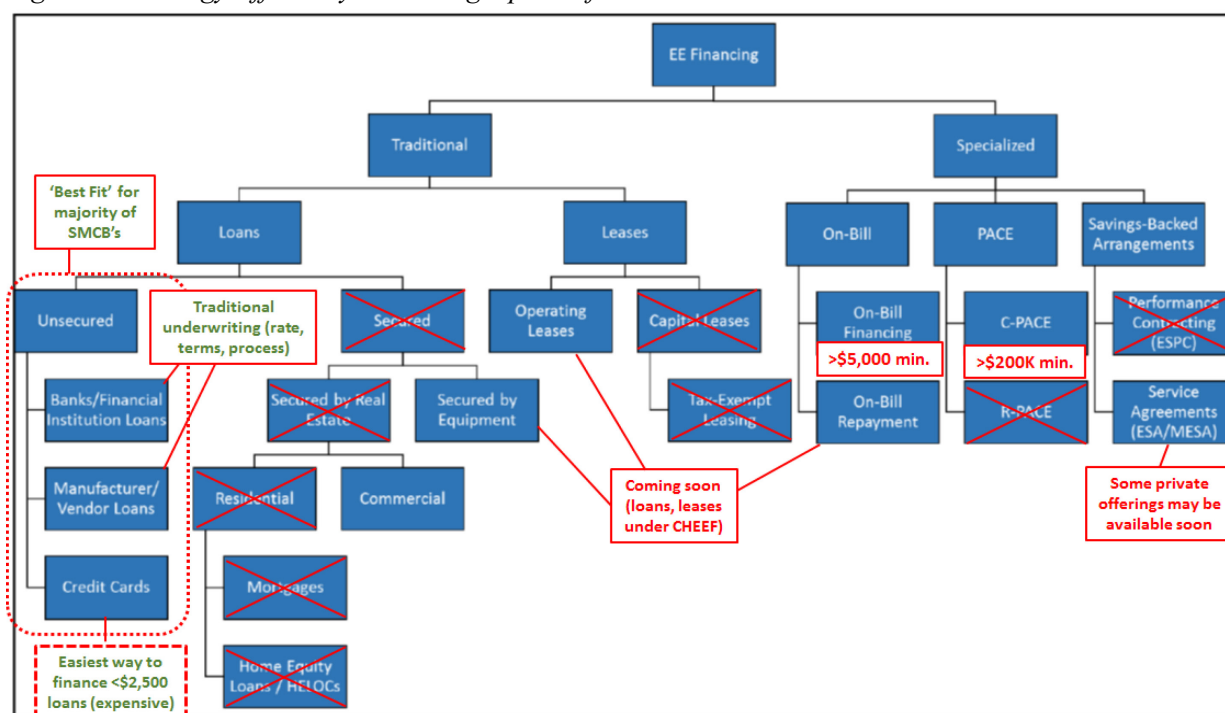 EE Financing
Traditional
Specialized
'Best Fit' for
majority of
SMCB's
Loans
Leases
On-Bill
PACE
Savings-Backed
Arrangements
Unsecured
Traditional
underwriting (rate,
terms, process)
Secured
Operating
Leases
Capital Leases
On-Bill
Financing
>$5,000 min.
C-PACE
>$200K min.
Performance
Contracting
(ESPC)
Banks/Financial
Institution Loans
Secured by Real
Estate
Secured by
Equipment
Tax-Exempt
Leasing
On-Bill
Repayment
R-PACE
Service
Agreements
(ESA/MESA)
Manufacturer/
Vendor Loans
Residential
Commercial
Coming soon
(loans, leases
under CHEEF)
Some private
offerings may be
available soon
Credit Cards
Mortgages
Easiest way to
finance <$2,500
loans (expensive)
Home Equity
Loans / HELOCs